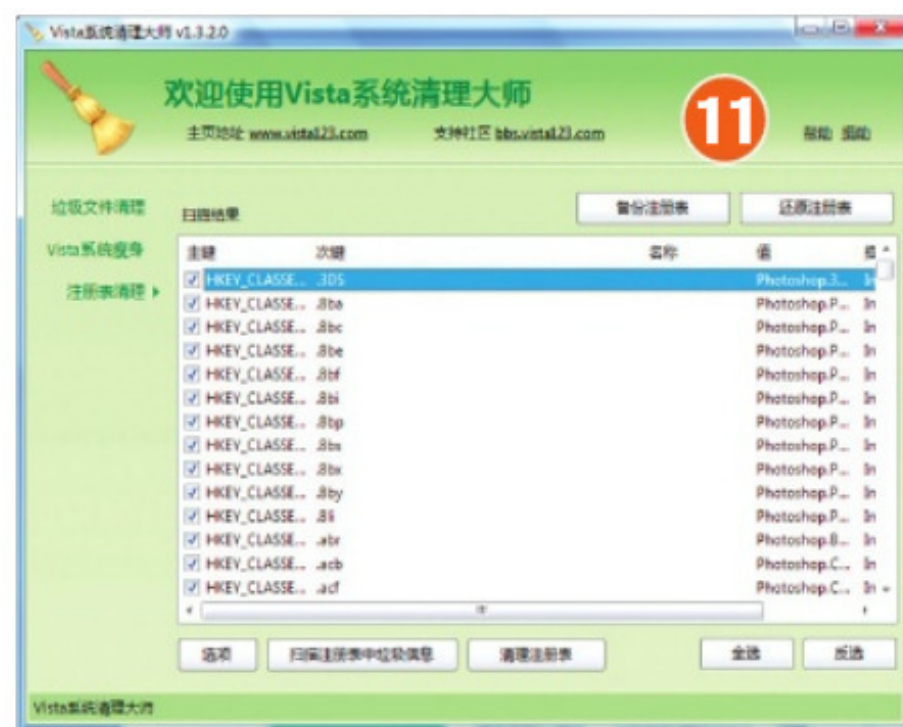 Vista系统清理大师 v1.3.2.0
欢迎使用Vista系统清理大师
11
主页地址 www.vista123.com 支持社区 bbs.vista123.com 帮助 捐助
垃圾文件清理
Vista系统瘦身
注册表清理
扫描结果 备份注册表 还原注册表
主键 次键 名称 值
HKEY_CLASSE... .3DS Photoshop.3... In
HKEY_CLASSE... .8ba Photoshop.P... In
HKEY_CLASSE... .8bc Photoshop.P... In
HKEY_CLASSE... .8be Photoshop.P... In
HKEY_CLASSE... .8bf Photoshop.P... In
HKEY_CLASSE... .8bi Photoshop.P... In
HKEY_CLASSE... .8bp Photoshop.P... In
HKEY_CLASSE... .8bs Photoshop.P... In
HKEY_CLASSE... .8bx Photoshop.P... In
HKEY_CLASSE... .8by Photoshop.P... In
HKEY_CLASSE... .8li Photoshop.P... In
HKEY_CLASSE... .abr Photoshop.B... In
HKEY_CLASSE... .acb Photoshop.C... In
HKEY_CLASSE... .acf Photoshop.C... In
选项 扫描注册表中垃圾信息 清理注册表 全选 反选
Vista系统清理大师